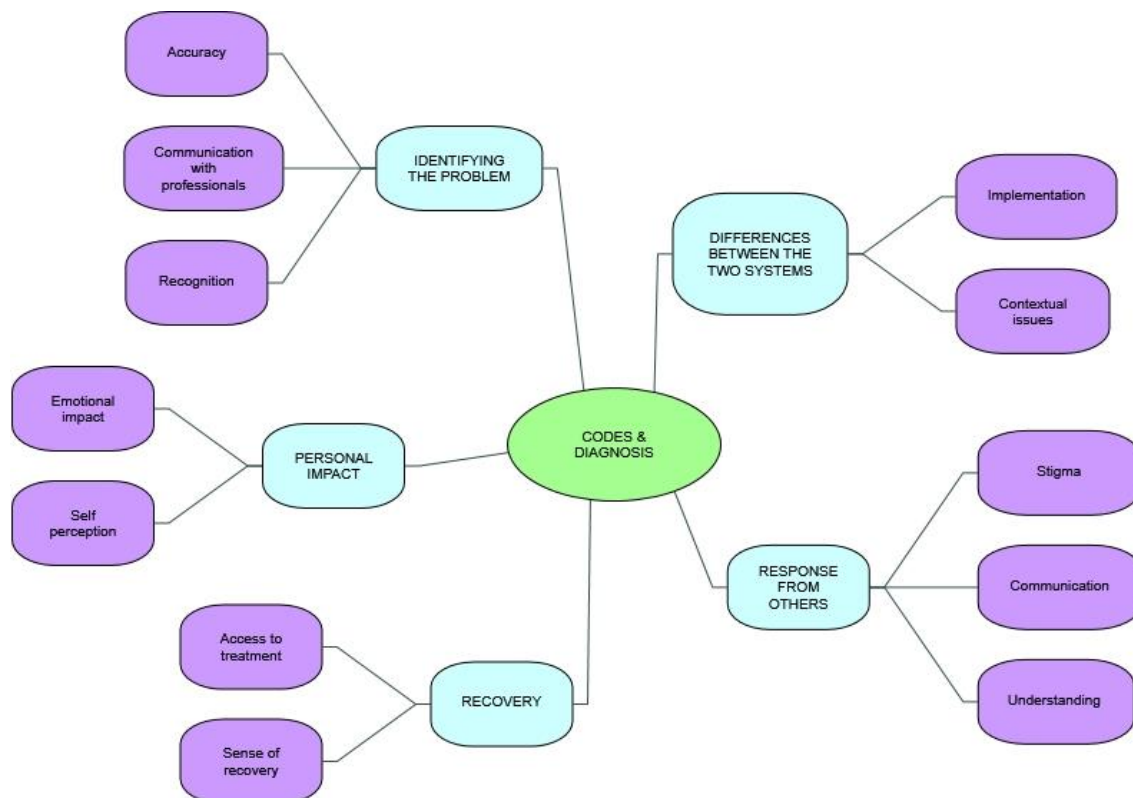 Accuracy
Communication
with
professionals
Recognition
IDENTIFYING
THE PROBLEM
DIFFERENCES
BETWEEN THE
TWO SYSTEMS
Implementation
Contextual
issues
Emotional
impact
Self
perception
PERSONAL
IMPACT
CODES &
DIAGNOSIS
Stigma
Communication
Understanding
RESPONSE
FROM
OTHERS
Access to
treatment
Sense of
recovery
RECOVERY